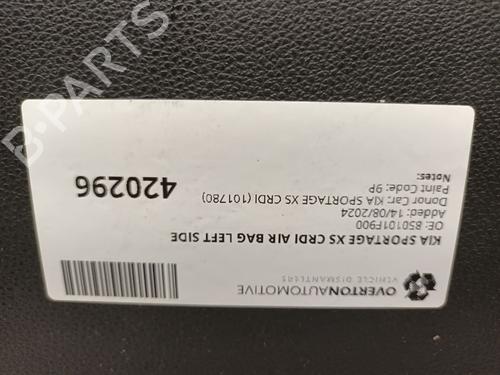 OVERTONAUTOMOTIVE
VEHICLE DISMANTLERS
KIA SPORTAGE XS CRDI AIR BAG LEFT SIDE
OE: 850101F900
Added: 14/08/2024
Donor Car: KIA SPORTAGE XS CRDI (101780)
Paint Code: 9P
Notes:
420296
B-PARTS